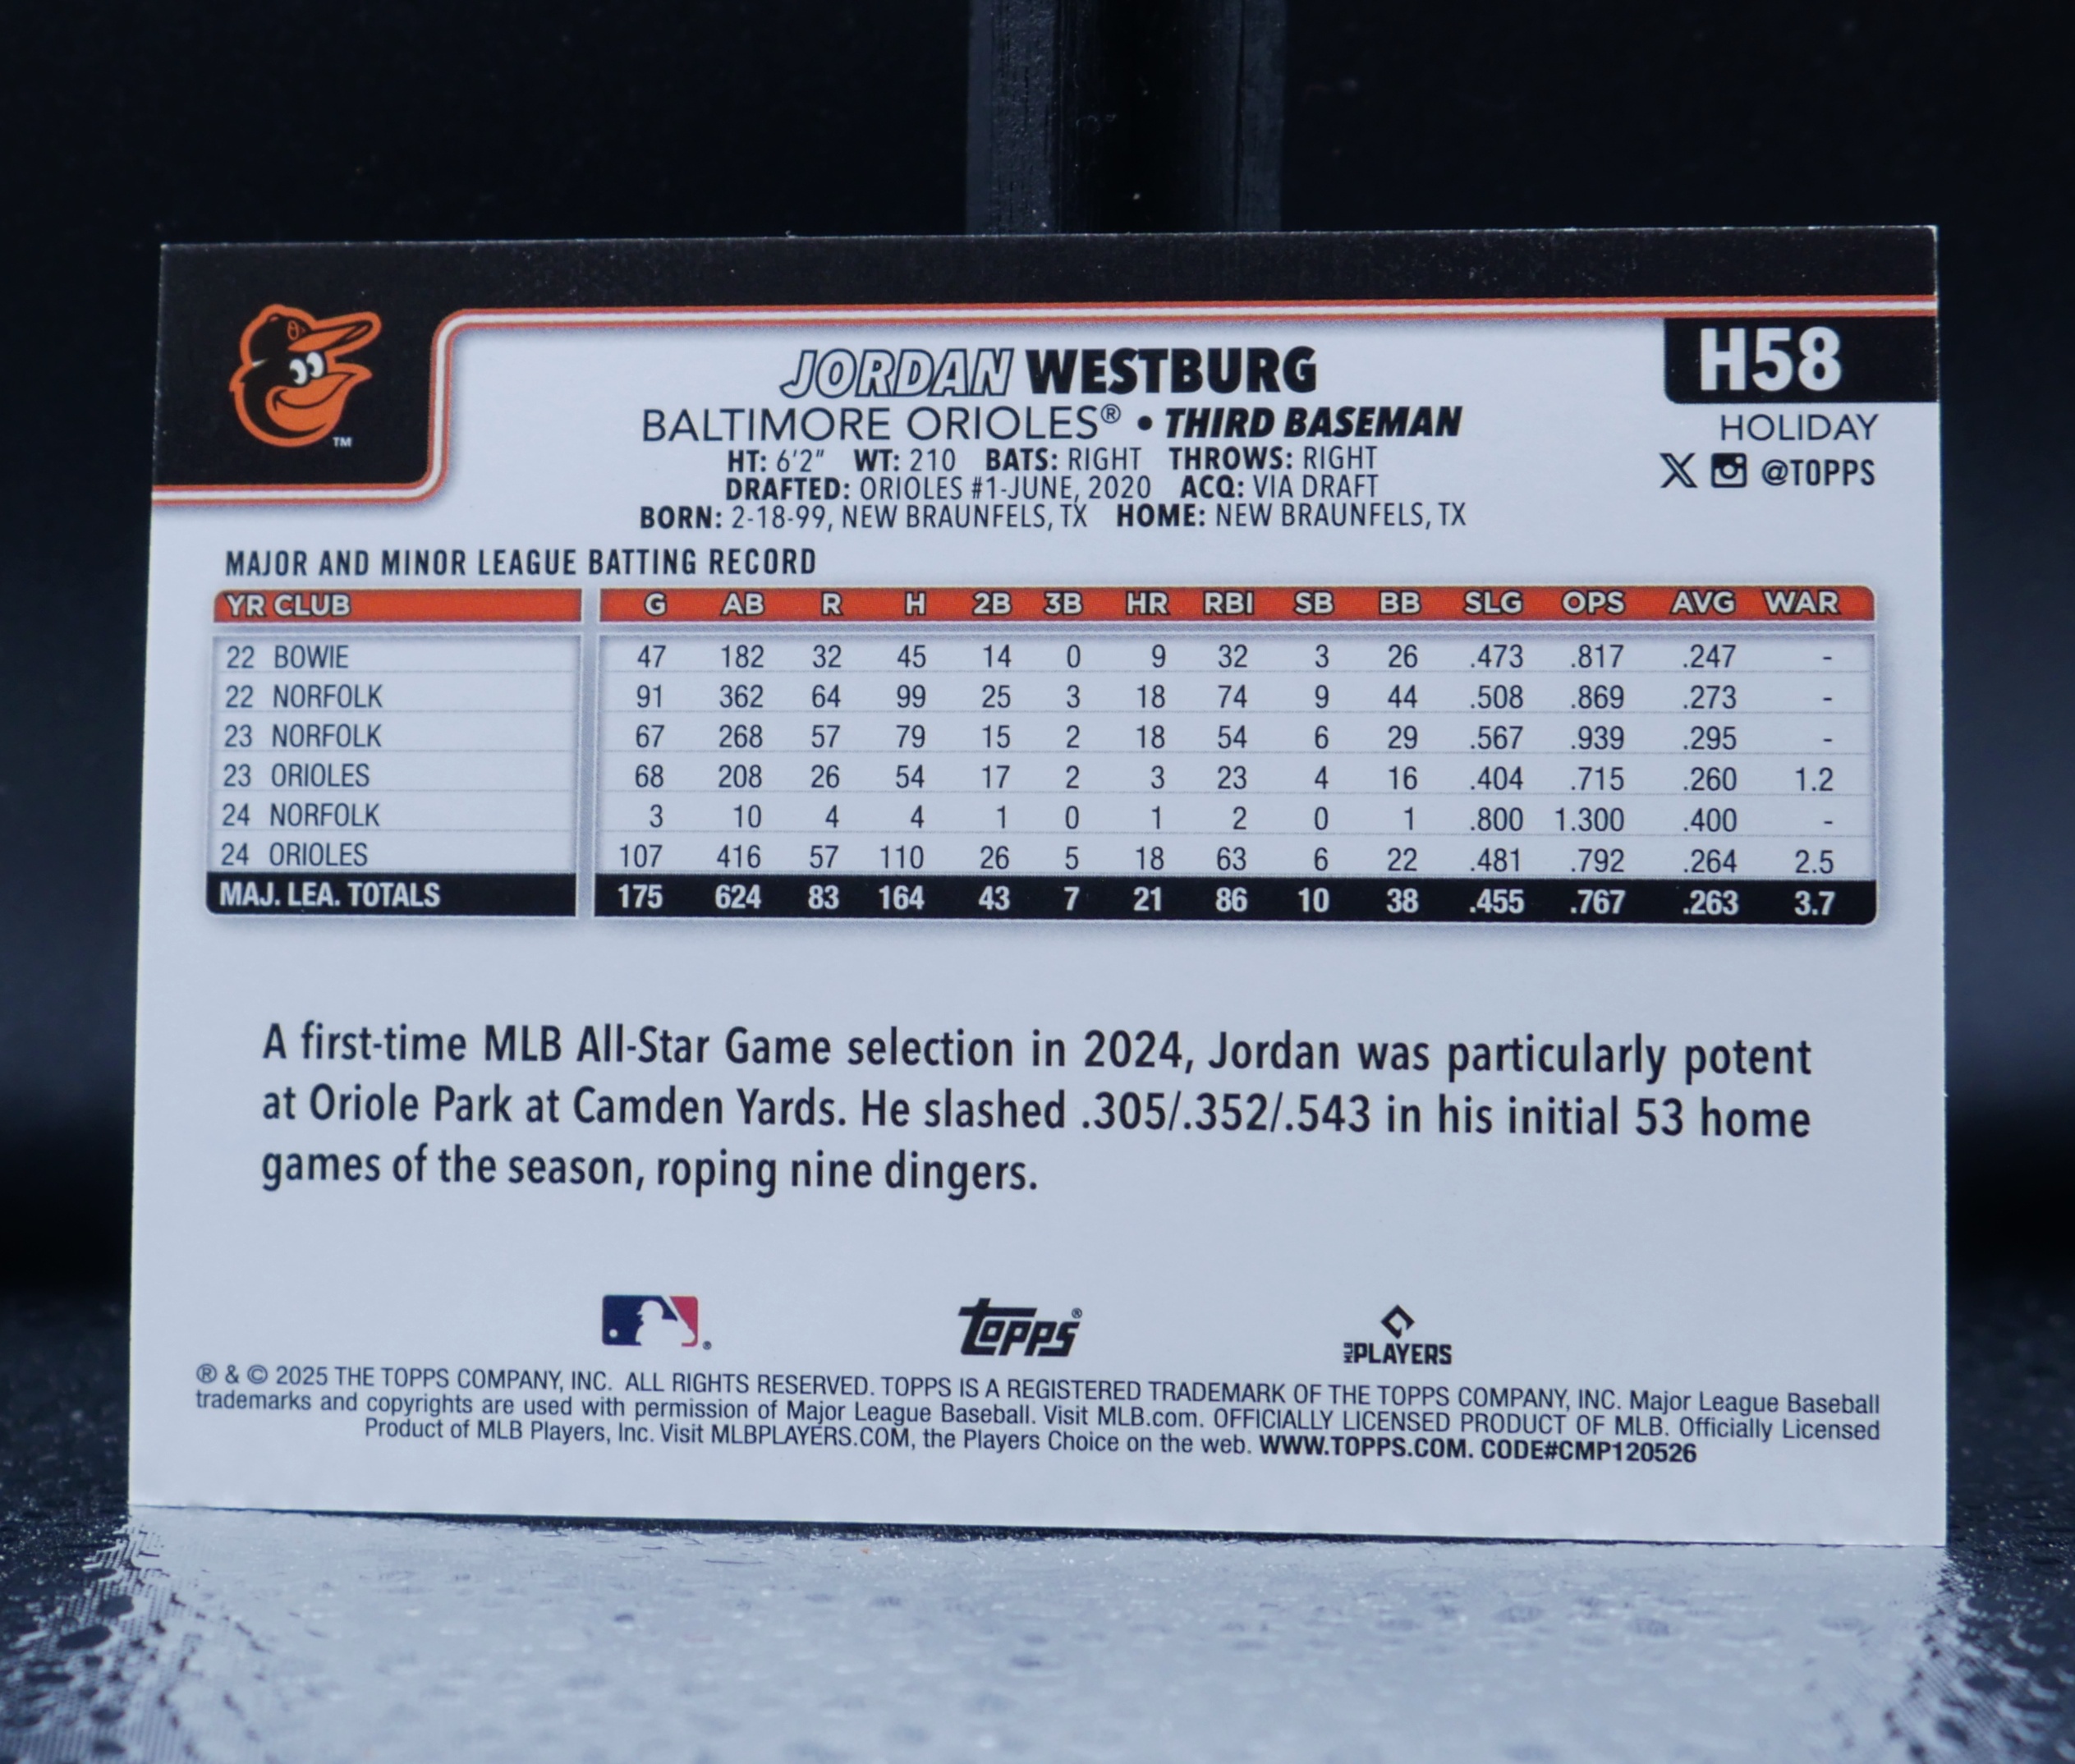 H58
JORDAN WESTBURG
BALTIMORE ORIOLES® • THIRD BASEMAN
HOLIDAY
HT: 6'2" WT: 210 BATS: RIGHT THROWS: RIGHT
@TOPPS
DRAFTED: ORIOLES #1-JUNE, 2020 ACQ: VIA DRAFT
BORN: 2-18-99, NEW BRAUNFELS, TX HOME: NEW BRAUNFELS, TX
TM
MAJOR AND MINOR LEAGUE BATTING RECORD
YR CLUB G AB R H 2B 3B HR RBI SB BB SLG OPS AVG WAR
22 BOWIE 47 182 32 45 14 0 9 32 3 26 .473 .817 .247 -
22 NORFOLK 91 362 64 99 25 3 18 74 9 44 .508 .869 .273 -
23 NORFOLK 67 268 57 79 15 2 18 54 6 29 .567 .939 .295 -
23 ORIOLES 68 208 26 54 17 2 3 23 4 16 .404 .715 .260 1.2
24 NORFOLK 3 10 4 4 1 0 1 2 0 1 .800 1.300 .400 -
24 ORIOLES 107 416 57 110 26 5 18 63 6 22 .481 .792 .264 2.5
MAJ. LEA. TOTALS 175 624 83 164 43 7 21 86 10 38 .455 .767 .263 3.7
A first-time MLB All-Star Game selection in 2024, Jordan was particularly potent
at Oriole Park at Camden Yards. He slashed .305/.352/.543 in his initial 53 home
games of the season, roping nine dingers.
topps®
MLB PLAYERS
® & © 2025 THE TOPPS COMPANY, INC. ALL RIGHTS RESERVED. TOPPS IS A REGISTERED TRADEMARK OF THE TOPPS COMPANY, INC. Major League Baseball
trademarks and copyrights are used with permission of Major League Baseball. Visit MLB.com. OFFICIALLY LICENSED PRODUCT OF MLB. Officially Licensed
Product of MLB Players, Inc. Visit MLBPLAYERS.COM, the Players Choice on the web. WWW.TOPPS.COM. CODE#CMP120526